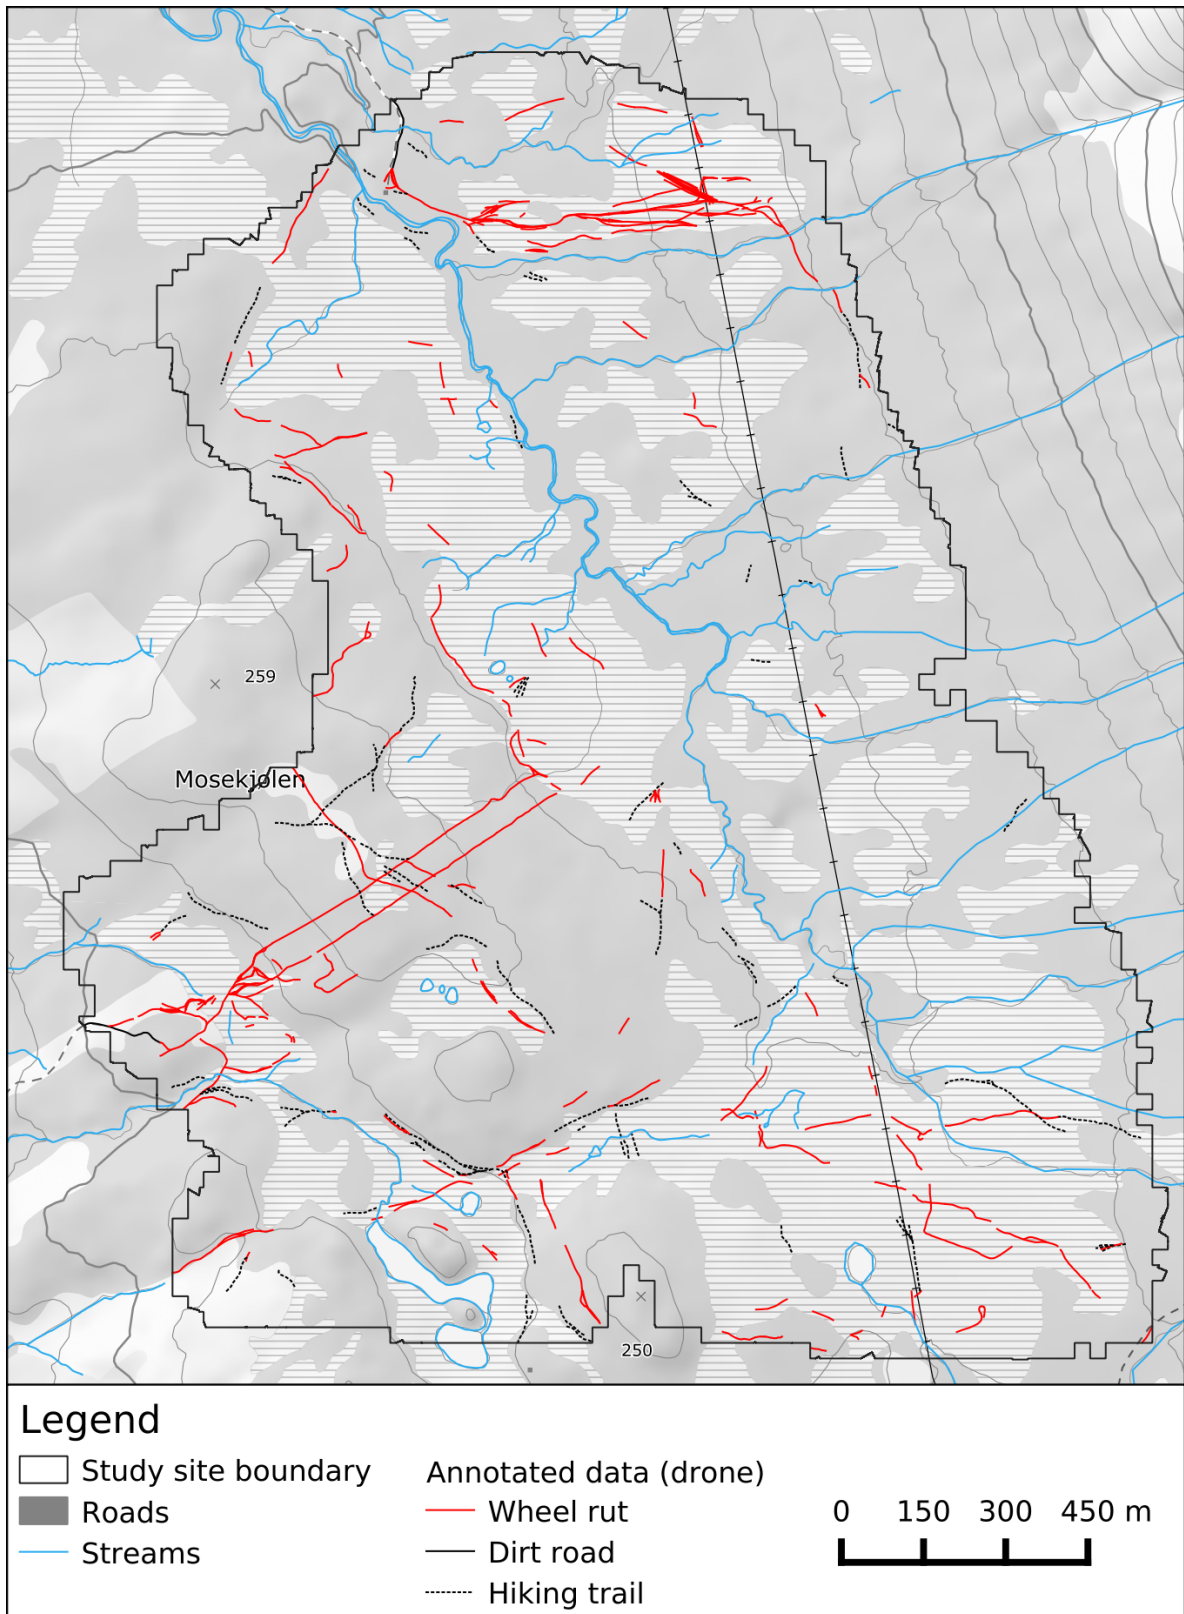 259
Mosekjølen
250
Legend
Study site boundary
Roads
Streams
Annotated data (drone)
Wheel rut
Dirt road
Hiking trail
0 150 300 450 m